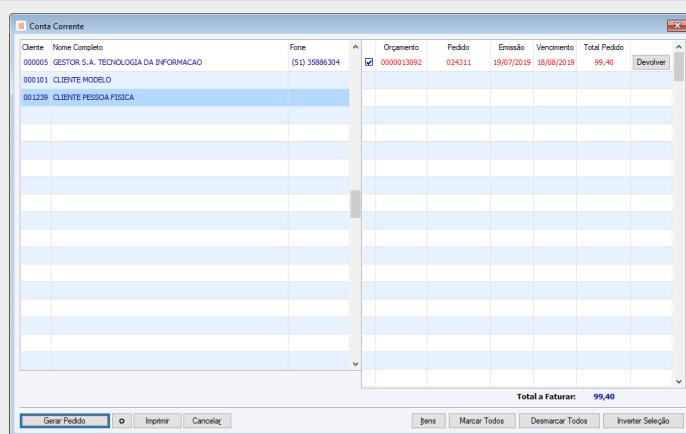 Conta Corrente
Cliente Nome Completo Fone Orçamento Pedido Emissão Vencimento Total Pedido
000005 GESTOR S.A. TECNOLOGIA DA INFORMACAO (51) 35886304 0000013092 024311 19/07/2019 18/08/2019 99,40 Devolver
000101 CLIENTE MODELO
001239 CLIENTE PESSOA FISICA
Total a Faturar: 99,40
Gerar Pedido Imprimir Cancelar Itens Marcar Todos Desmarcar Todos Inverter Seleção